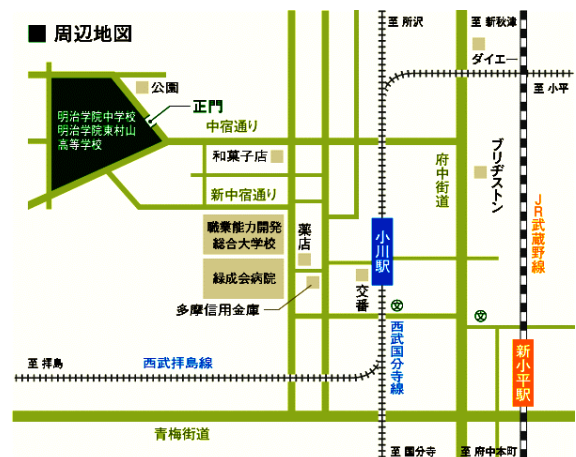 ■ 周辺地図
至 所沢
至 新秋津
ダイエー
公園
正門
至 小平
明治学院中学校
明治学院東村山
高等学校
中宿通り
和菓子店
府中街道
ブリヂストン
新中宿通り
JR武蔵野線
職業能力開発
総合大学校
薬店
小川駅
緑成会病院
交番
多摩信用金庫
文
文
至 拝島
西武拝島線
西武国分寺線
新小平駅
青梅街道
至 国分寺
至 府中本町